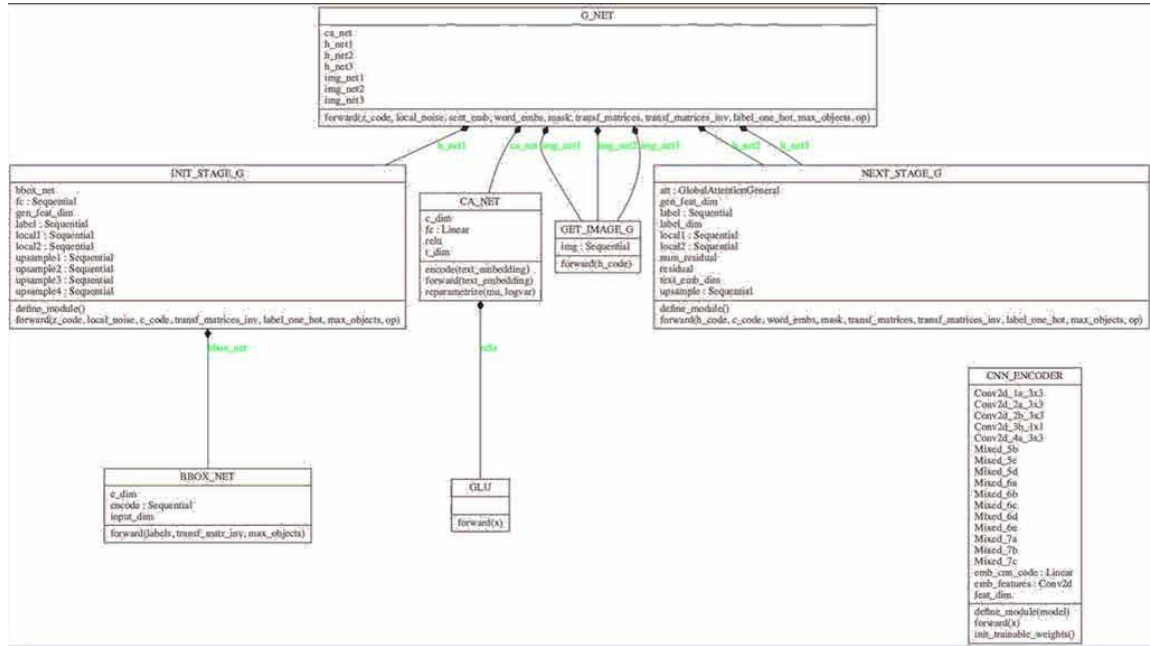 G_NET
ca_net
h_net1
h_net2
h_net3
img_net1
img_net2
img_net3
forward(z_code, local_noise, sent_emb, word_embs, mask, transf_matrices, transf_matrices_inv, label_one_hot, max_objects, op)
h_net1
ca_net
img_net1
img_net2
h_net2
INIT_STAGE_G
bbox_net
fc : Sequential
gen_feat_dim
label : Sequential
local1 : Sequential
local2 : Sequential
upsample1 : Sequential
upsample2 : Sequential
upsample3 : Sequential
upsample4 : Sequential
define_module()
forward(z_code, local_noise, c_code, transf_matrices_inv, label_one_hot, max_objects, op)
CA_NET
c_dim
fc : Linear
relu
t_dim
encode(text_embedding)
forward(text_embedding)
reparametrize(mu, logvar)
GET_IMAGE_G
img : Sequential
forward(h_code)
NEXT_STAGE_G
att : GlobalAttentionGeneral
gen_feat_dim
label : Sequential
label_dim
local1 : Sequential
local2 : Sequential
num_residual
residual
text_emb_dim
upsample : Sequential
define_module()
forward(h_code, c_code, word_embs, mask, transf_matrices, transf_matrices_inv, label_one_hot, max_objects, op)
bbox_net
relu
BBOX_NET
c_dim
encode : Sequential
input_dim
forward(labels, transf_matr_inv, max_objects)
GLU
forward(x)
CNN_ENCODER
Conv2d_1a_3x3
Conv2d_2a_3x3
Conv2d_2b_3x3
Conv2d_3b_1x1
Conv2d_4a_3x3
Mixed_5b
Mixed_5c
Mixed_5d
Mixed_6a
Mixed_6b
Mixed_6c
Mixed_6d
Mixed_6e
Mixed_7a
Mixed_7b
Mixed_7c
emb_cnn_code : Linear
emb_features : Conv2d
feat_dim
define_module(model)
forward(x)
init_trainable_weights()